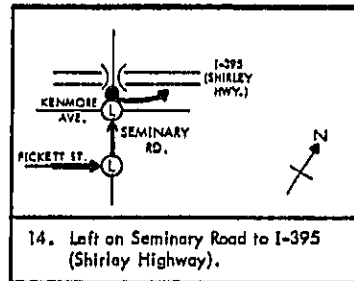 I-395
(SHIRLEY
HWY.)
KENMORE
AVE.
L
SEMINARY
RD.
PICKETT ST.
L
N
14. Left on Seminary Road to I-395
(Shirley Highway).